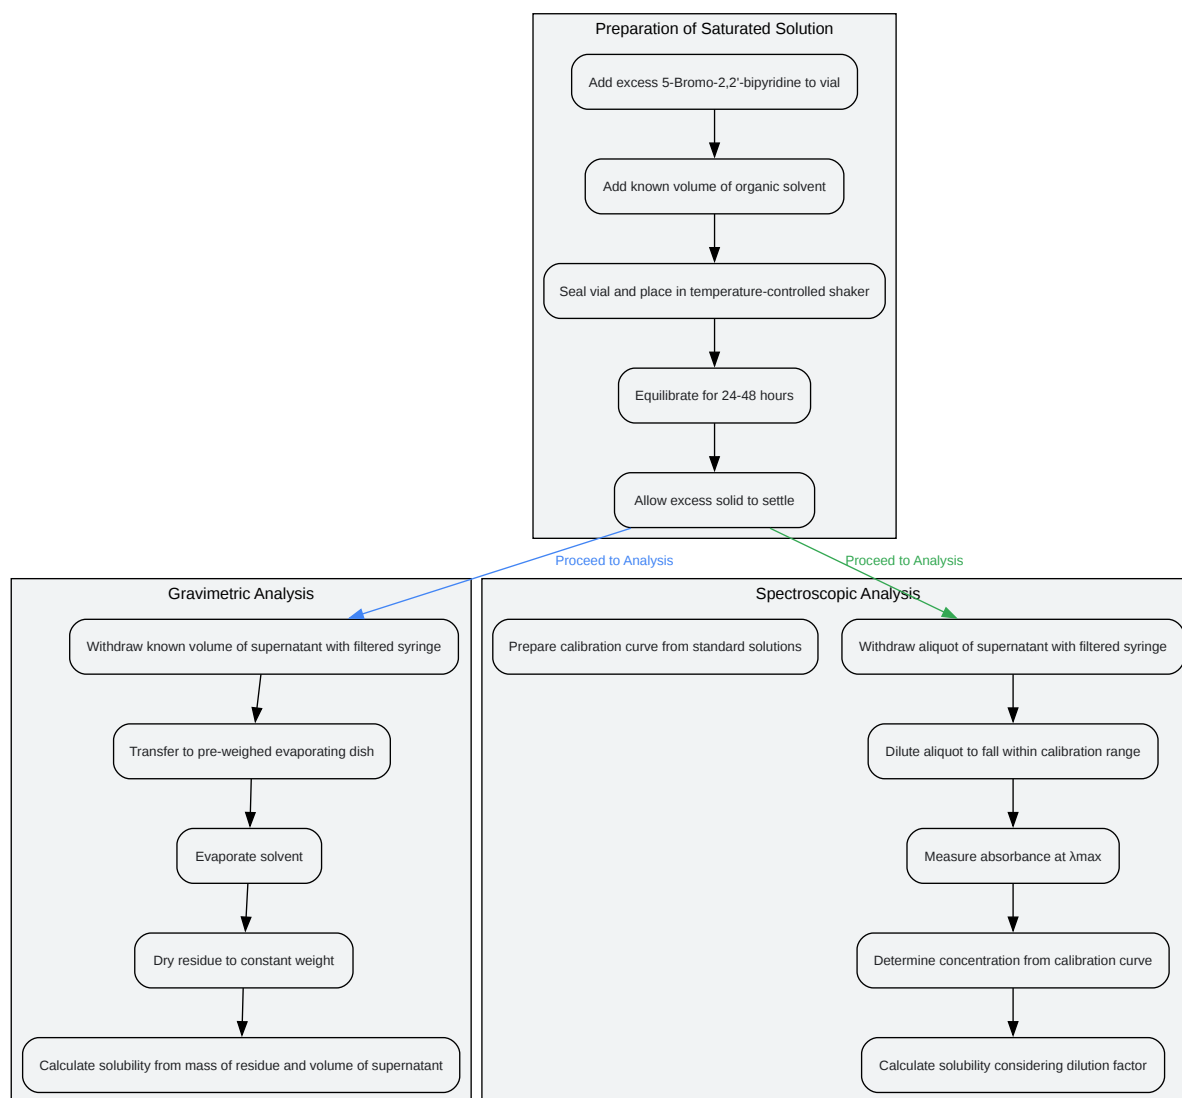 Preparation of Saturated Solution
Add excess 5-Bromo-2,2'-bipyridine to vial
Add known volume of organic solvent
Seal vial and place in temperature-controlled shaker
Equilibrate for 24-48 hours
Allow excess solid to settle
Proceed to Analysis
Proceed to Analysis
Gravimetric Analysis
Withdraw known volume of supernatant with filtered syringe
Transfer to pre-weighed evaporating dish
Evaporate solvent
Dry residue to constant weight
Calculate solubility from mass of residue and volume of supernatant
Spectroscopic Analysis
Prepare calibration curve from standard solutions
Withdraw aliquot of supernatant with filtered syringe
Dilute aliquot to fall within calibration range
Measure absorbance at λmax
Determine concentration from calibration curve
Calculate solubility considering dilution factor